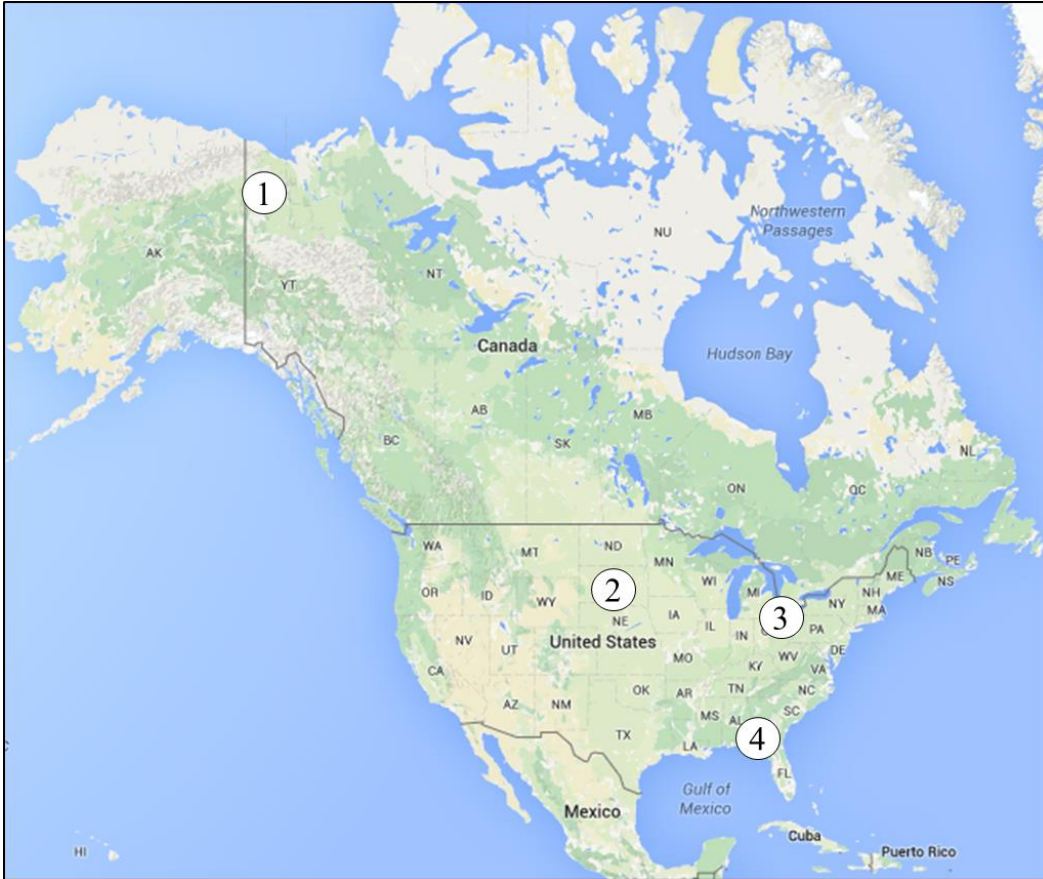 1
Northwestern
Passages
NU
AK
NT
YT
Canada
Hudson Bay
AB
MB
BC
SK
NL
ON
QC
WA
MT
ND
MN
NB
PE
ME
NS
OR
ID
WY
2
WI
MI
NY
NH
MA
NE
IA
IL
IN
3
PA
NV
UT
United States
MO
KY
WV
DE
VA
CA
AZ
NM
OK
AR
TN
NC
MS
AL
SC
TX
LA
4
FL
Gulf of
Mexico
Mexico
HI
Cuba
Puerto Rico